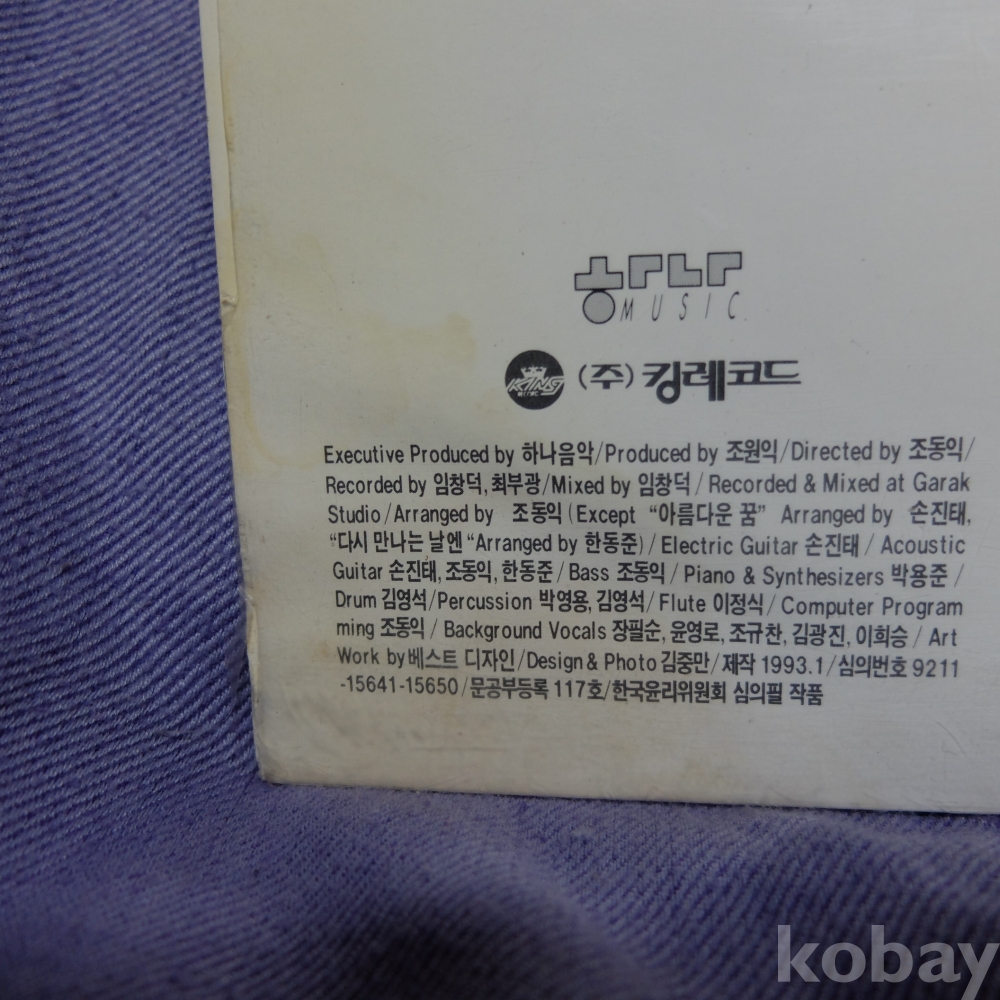 하나
MUSIC
KING
(주)킹레코드
Executive Produced by 하나음악/Produced by 조원익/Directed by 조동익/
Recorded by 임창덕, 최부광/Mixed by 임창덕/Recorded & Mixed at Garak
Studio/Arranged by 조동익(Except “아름다운 꿈” Arranged by 손진태,
“다시 만나는 날엔“Arranged by 한동준)/Electric Guitar 손진태/Acoustic
Guitar 손진태, 조동익, 한동준/Bass 조동익/Piano & Synthesizers 박용준/
Drum 김영석/Percussion 박영용, 김영석/Flute 이정식/Computer Program
ming 조동익/Background Vocals 장필순, 윤영로, 조규찬, 김광진, 이희승/Art
Work by 베스트 디자인/Design & Photo 김중만/제작 1993.1/심의번호 9211
-15641-15650/문공부등록 117호/한국윤리위원회 심의필 작품
kobay